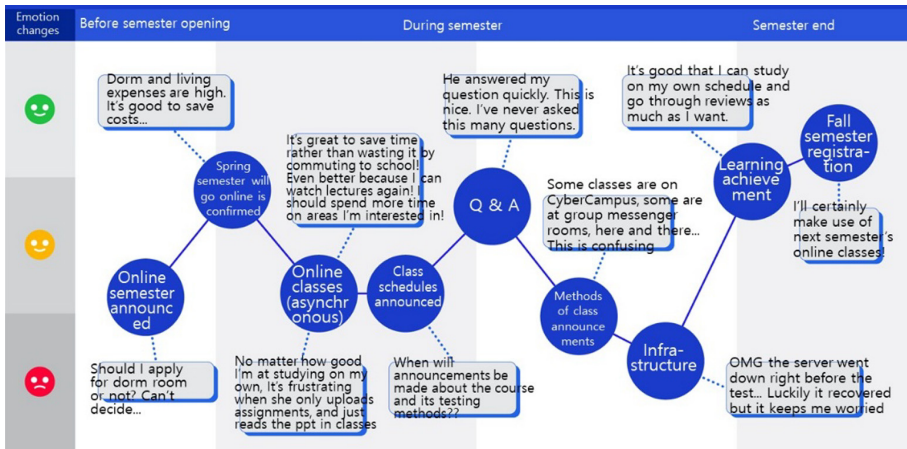 Emotion
changes
Before semester opening
During semester
Semester end
Dorm and living
expenses are high.
It's good to save
costs...
Spring
semester will
go online is
confirmed
Online
semester
announc
ed
Should I apply
for dorm room
or not? Can't
decide...
It's great to save time
rather than wasting it by
commuting to school!
Even better because I can
watch lectures again! I
should spend more time
on areas I'm interested in!
Online
classes
(asynchr
onous)
No matter how good
I'm at studying on my
own, It's frustrating
when she only uploads
assignments, and just
reads the ppt in classes
Class
schedules
announced
When will
announcements be
made about the course
and its testing
methods??
He answered my
question quickly. This is
nice. I've never asked
this many questions.
Q & A
Some classes are on
CyberCampus, some are
at group messenger
rooms, here and there...
This is confusing
Methods
of class
announce
ments
Infra-
structure
OMG the server went
down right before the
test... Luckily it recovered
but it keeps me worried
It's good that I can study
on my own schedule and
go through reviews as
much as I want.
Learning
achieve
ment
Fall
semester
registra-
tion
I'll certainly
make use of
next semester's
online classes!